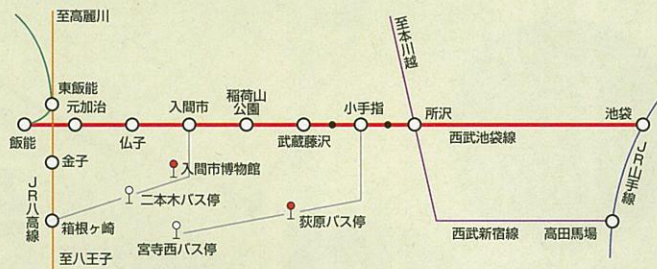 至高麗川
至本川越
東飯能
元加治
入間市
稲荷山
公園
小手指
所沢
池袋
飯能
仏子
武蔵藤沢
西武池袋線
金子
入間市博物館
JR山手線
JR八高線
二本木バス停
荻原バス停
箱根ヶ崎
宮寺西バス停
西武新宿線
高田馬場
至八王子